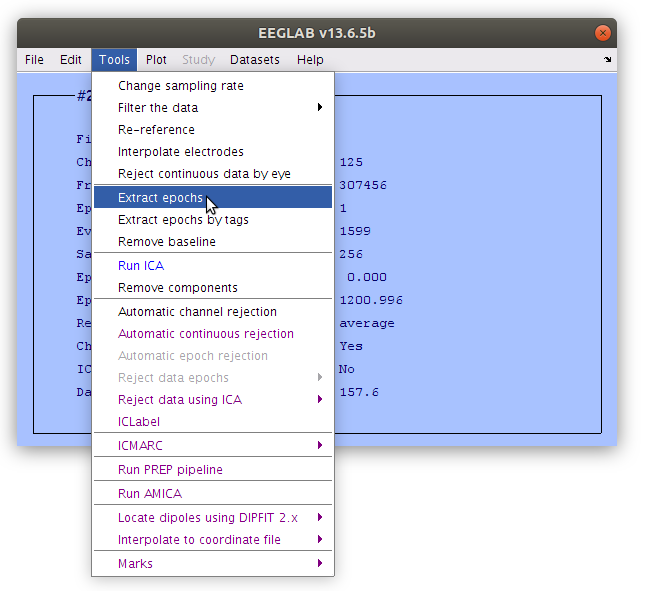 EEGLAB v13.6.5b
File Edit Tools Plot Study Datasets Help
#2
Change sampling rate
Filter the data
Re-reference
Interpolate electrodes
Reject continuous data by eye
Extract epochs
Extract epochs by tags
Remove baseline
Run ICA
Remove components
Automatic channel rejection
Automatic continuous rejection
Automatic epoch rejection
Reject data epochs
Reject data using ICA
ICLabel
ICMARC
Run PREP pipeline
Run AMICA
Locate dipoles using DIPFIT 2.x
Interpolate to coordinate file
Marks
Fi
Ch 125
Fr 307456
Ep 1
Ev 1599
Sa 256
Ep 0.000
Ep 1200.996
Re average
Ch Yes
IC No
Da 157.6